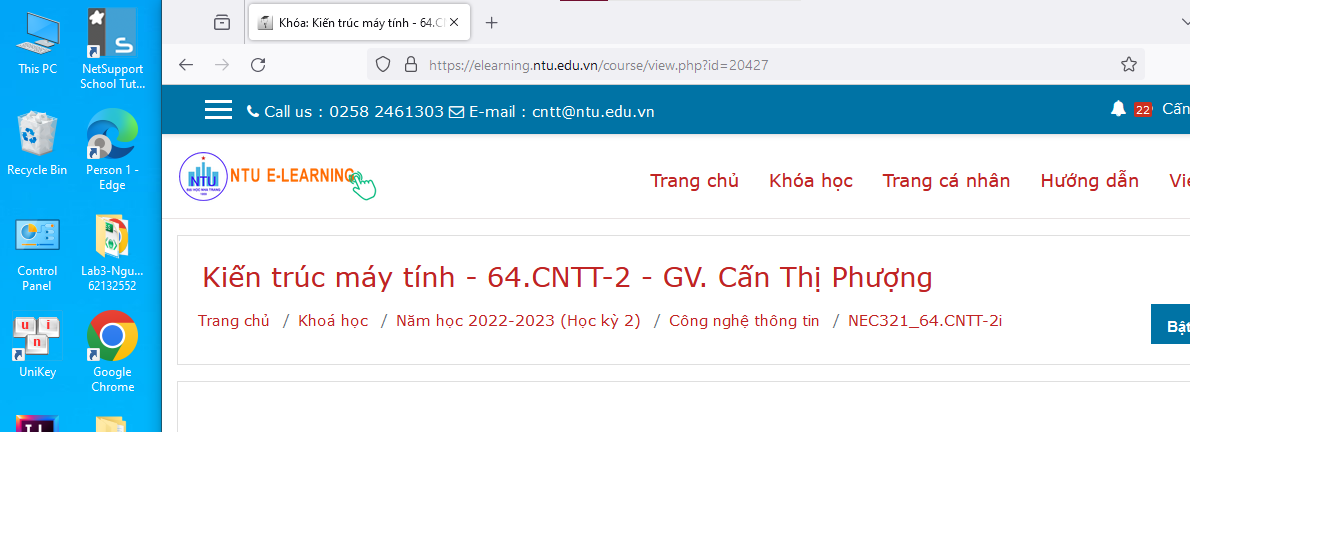 This PC
NetSupport
School Tut...
Recycle Bin
Person 1 -
Edge
Control
Panel
Lab3-Ngu...
62132552
UniKey
u i
n
Google
Chrome
Khóa: Kiến trúc máy tính - 64.C
https://elearning.ntu.edu.vn/course/view.php?id=20427
Call us : 0258 2461303 E-mail : cntt@ntu.edu.vn
22 Cấn
NTU
NTU E-LEARNING
Trang chủ Khóa học Trang cá nhân Hướng dẫn Vie
Kiến trúc máy tính - 64.CNTT-2 - GV. Cấn Thị Phượng
Trang chủ / Khoá học / Năm học 2022-2023 (Học kỳ 2) / Công nghệ thông tin / NEC321_64.CNTT-2i
Bật